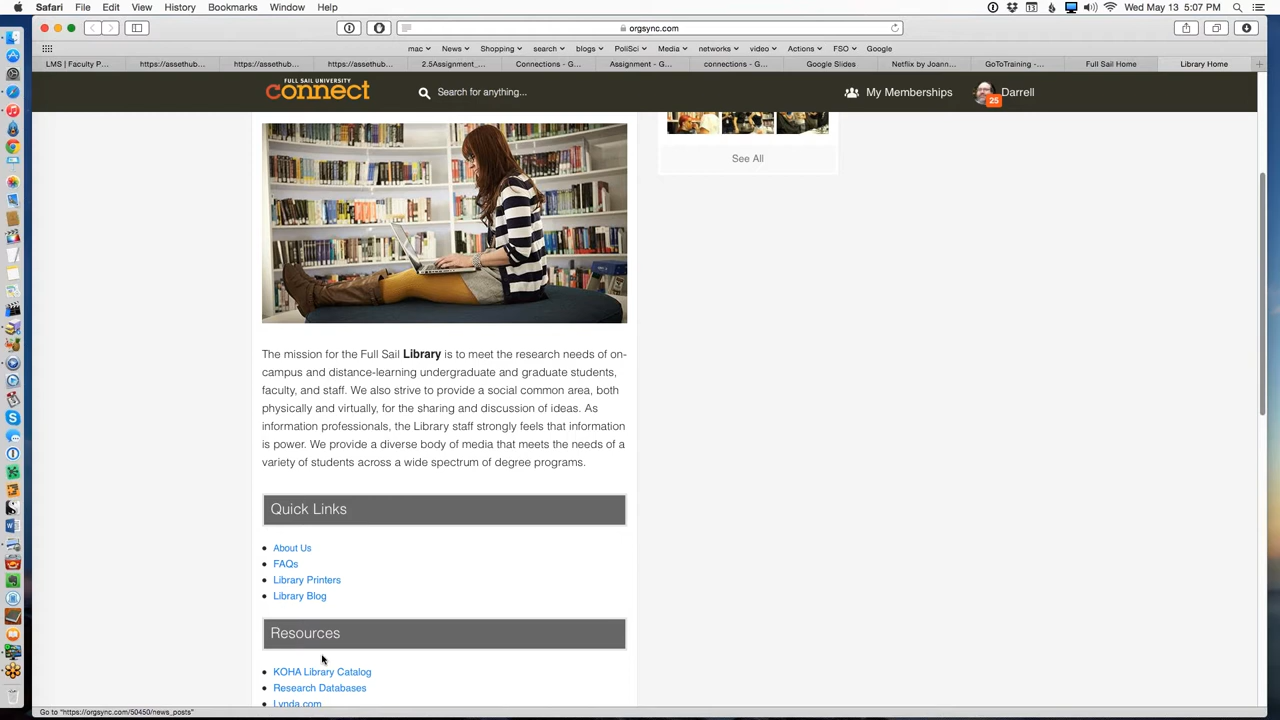 Safari File Edit View History Bookmarks Window Help
Wed May 13 5:07 PM
orgsync.com
mac News Shopping search blogs PoliSci Media networks video Actions FSO Google
LMS | Faculty P... https://assethub... https://assethub... https://assethub... 2.5Assignment_... Connections - G... Assignment - G... connections - G... Google Slides Netflix by Joann... GoToTraining -... Full Sail Home Library Home
FULL SAIL UNIVERSITY
connect
Search for anything...
My Memberships
25
Darrell
See All
The mission for the Full Sail Library is to meet the research needs of on-
campus and distance-learning undergraduate and graduate students,
faculty, and staff. We also strive to provide a social common area, both
physically and virtually, for the sharing and discussion of ideas. As
information professionals, the Library staff strongly feels that information
is power. We provide a diverse body of media that meets the needs of a
variety of students across a wide spectrum of degree programs.
Quick Links
About Us
FAQs
Library Printers
Library Blog
Resources
KOHA Library Catalog
Research Databases
Lynda.com
Go to "https://orgsync.com/50450/news_posts"